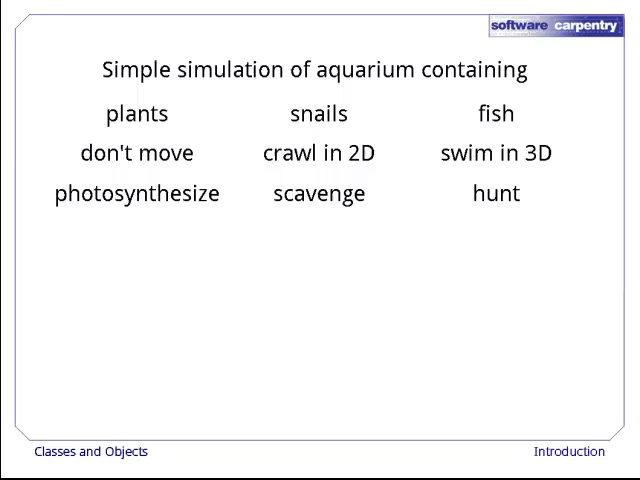 software carpentry
Simple simulation of aquarium containing
plants snails fish
don't move crawl in 2D swim in 3D
photosynthesize scavenge hunt
Classes and Objects Introduction